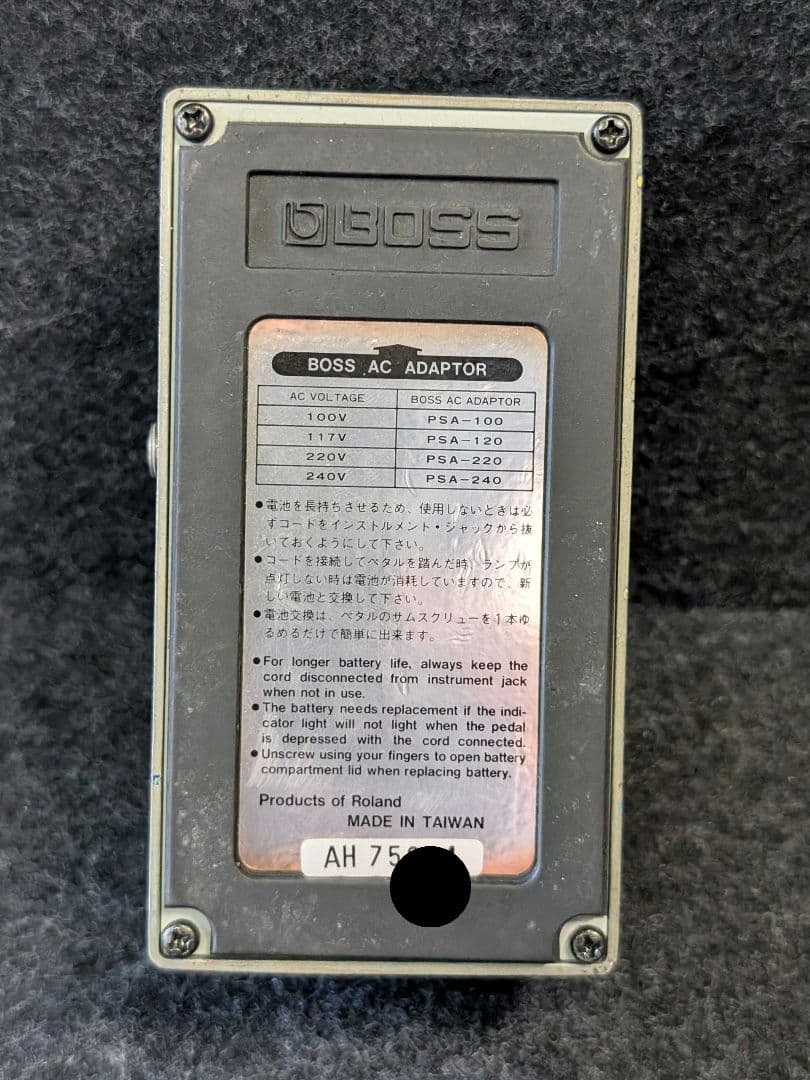 BOSS
BOSS AC ADAPTOR
AC VOLTAGE BOSS AC ADAPTOR
100V PSA-100
117V PSA-120
220V PSA-220
240V PSA-240
●電池を長持ちさせるため、使用しないときは必
ずコードをインストルメント・ジャックから抜
いておくようにして下さい。
●コードを接続してペタルを踏んだ時、ランプが
点灯しない時は電池が消耗していますので、新
しい電池と交換して下さい。
●電池交換は、ペタルのサムスクリューを1本ゆ
るめるだけで簡単に出来ます。
●For longer battery life, always keep the
cord disconnected from instrument jack
when not in use.
●The battery needs replacement if the indi-
cator light will not light when the pedal
is depressed with the cord connected.
●Unscrew using your fingers to open battery
compartment lid when replacing battery.
Products of Roland
MADE IN TAIWAN
AH 75